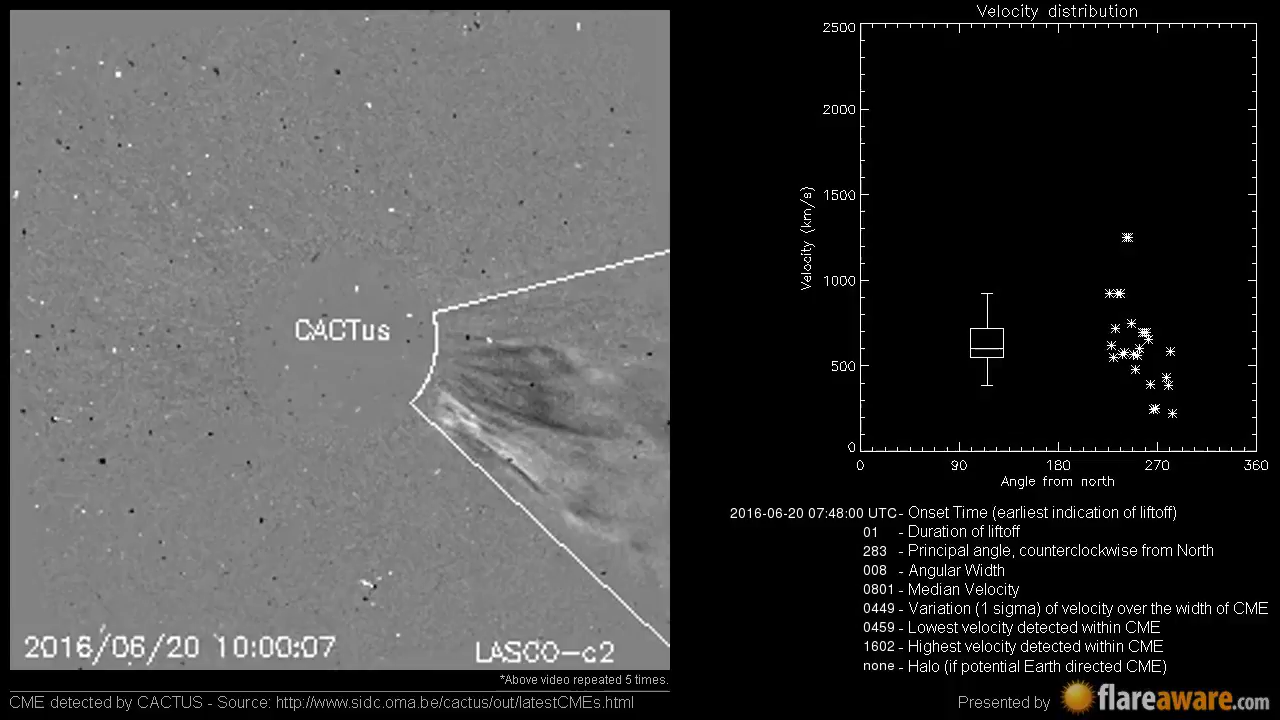 CACTus
2016/06/20 10:00:07
LASCO-c2
*Above video repeated 5 times.
CME detected by CACTUS - Source: http://www.sidc.oma.be/cactus/out/latestCMEs.html
Velocity distribution
2500
2000
1500
1000
500
0
Velocity (km/s)
0 90 180 270 360
Angle from north
2016-06-20 07:48:00 UTC - Onset Time (earliest indication of liftoff)
01 - Duration of liftoff
283 - Principal angle, counterclockwise from North
008 - Angular Width
0801 - Median Velocity
0449 - Variation (1 sigma) of velocity over the width of CME
0459 - Lowest velocity detected within CME
1602 - Highest velocity detected within CME
none - Halo (if potential Earth directed CME)
Presented by flareaware.com